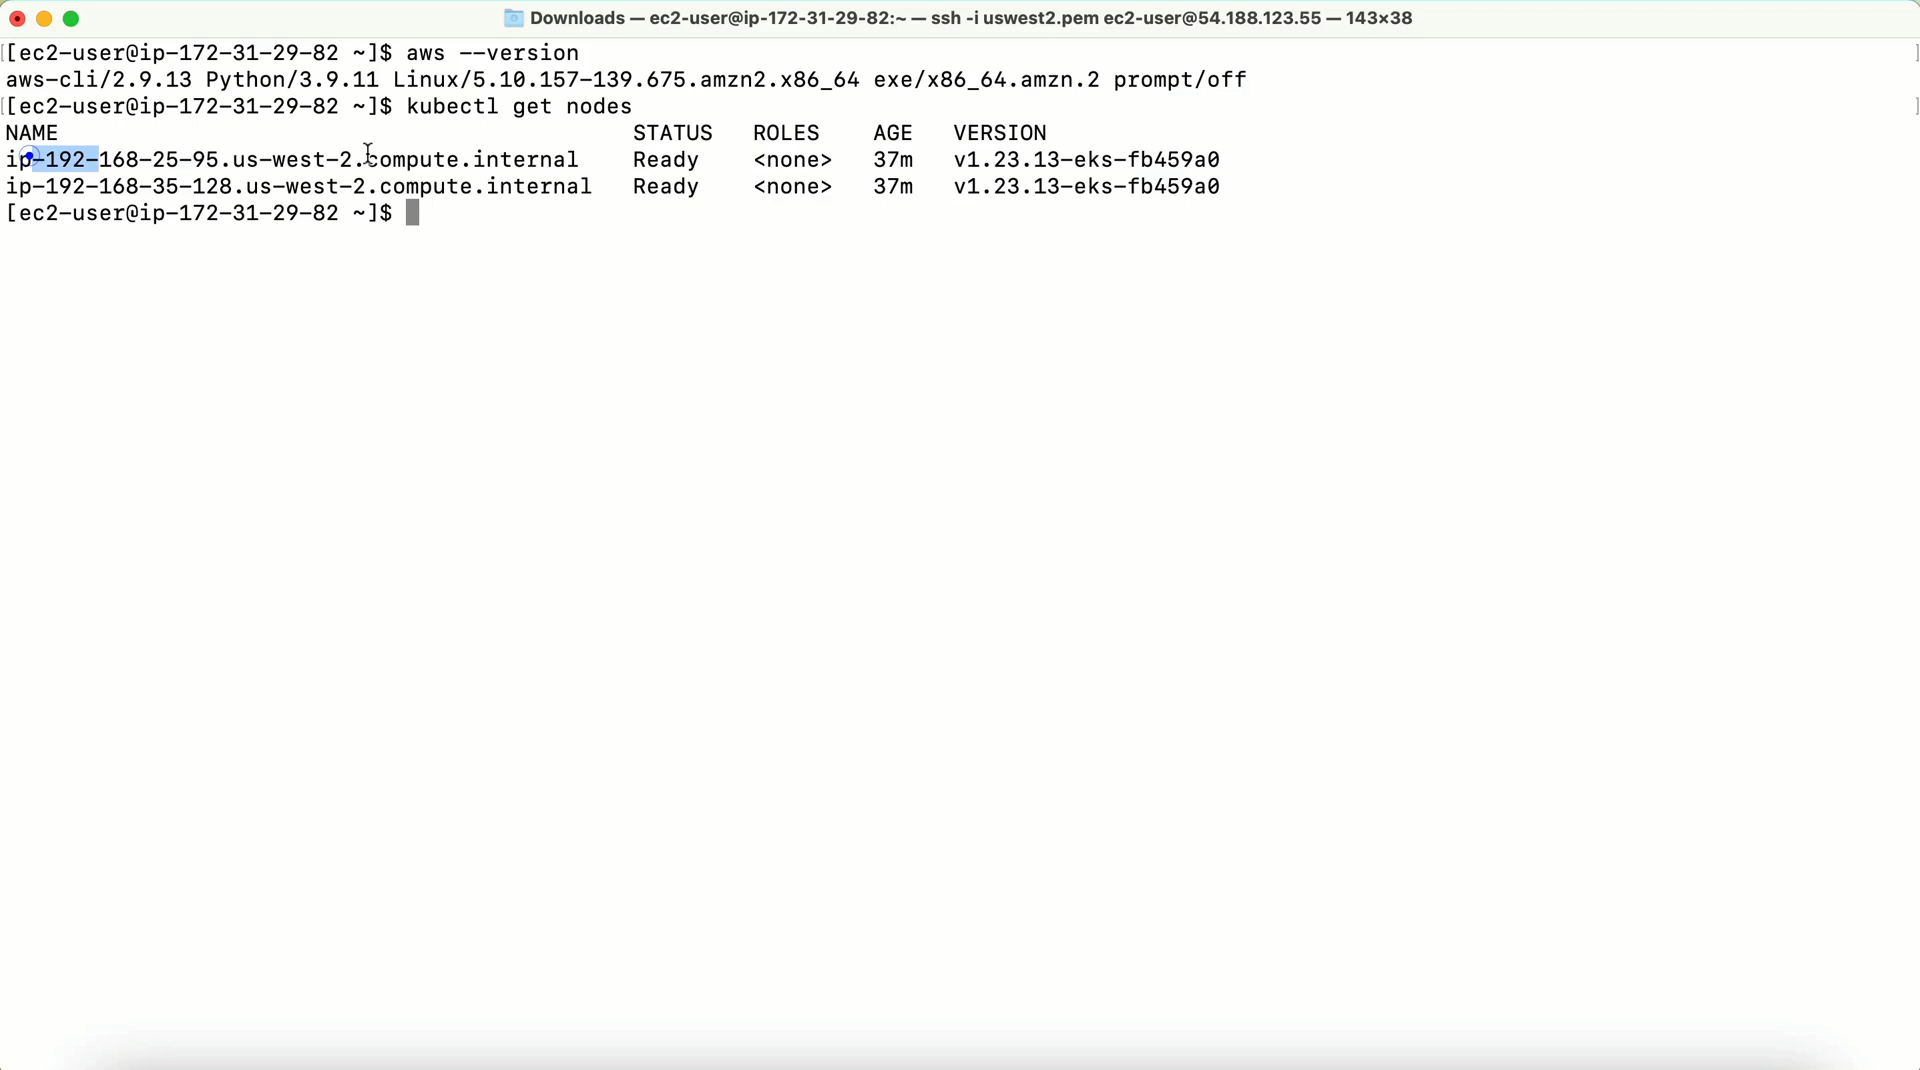 Downloads — ec2-user@ip-172-31-29-82:~ — ssh -i uswest2.pem ec2-user@54.188.123.55 — 143×38
[ec2-user@ip-172-31-29-82 ~]$ aws --version
aws-cli/2.9.13 Python/3.9.11 Linux/5.10.157-139.675.amzn2.x86_64 exe/x86_64.amzn.2 prompt/off
[ec2-user@ip-172-31-29-82 ~]$ kubectl get nodes
NAME STATUS ROLES AGE VERSION
ip-192-168-25-95.us-west-2.compute.internal Ready <none> 37m v1.23.13-eks-fb459a0
ip-192-168-35-128.us-west-2.compute.internal Ready <none> 37m v1.23.13-eks-fb459a0
[ec2-user@ip-172-31-29-82 ~]$